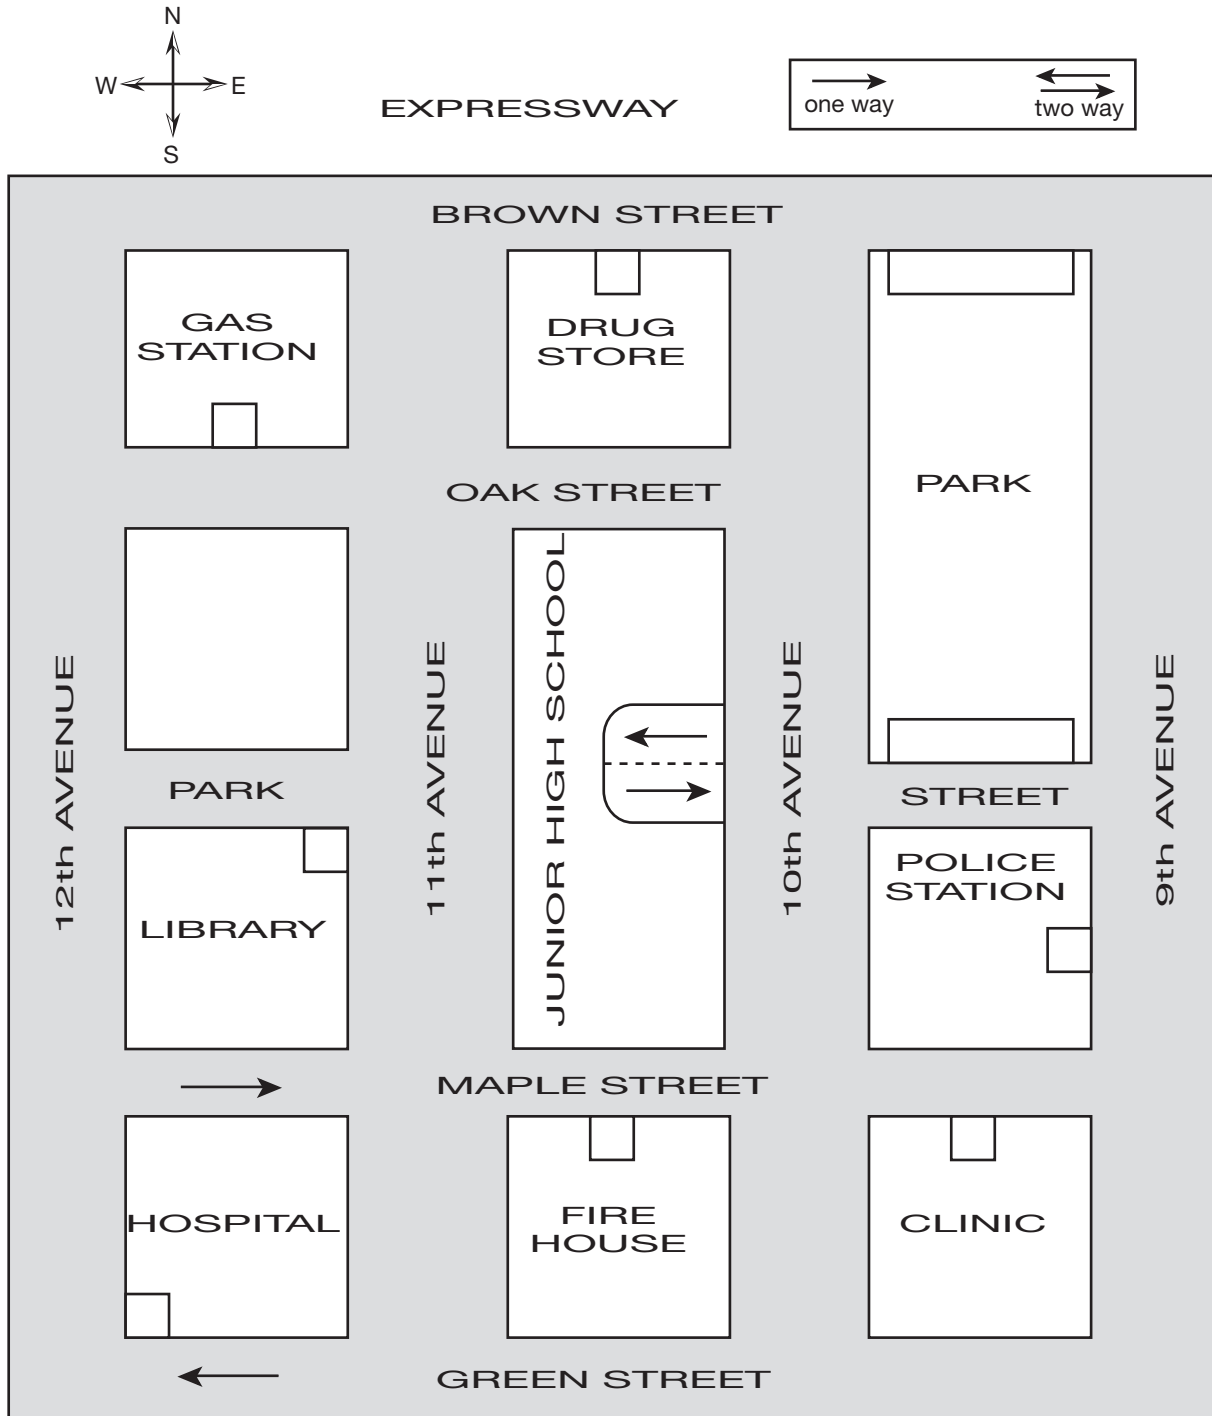 N
W E
S
EXPRESSWAY
one way
two way
BROWN STREET
GAS
STATION
DRUG
STORE
PARK
OAK STREET
JUNIOR HIGH SCHOOL
12th AVENUE
11th AVENUE
10th AVENUE
9th AVENUE
PARK
STREET
LIBRARY
POLICE
STATION
MAPLE STREET
HOSPITAL
FIRE
HOUSE
CLINIC
GREEN STREET